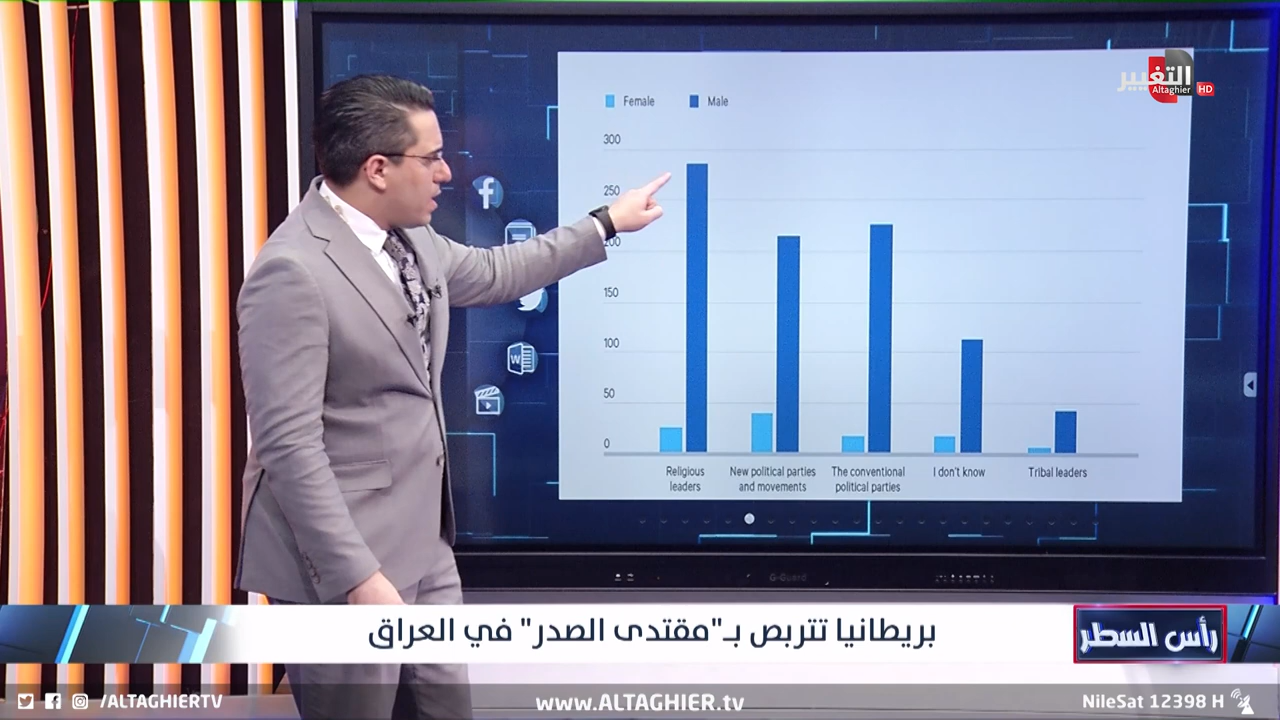 التغيير
Altaghier HD
Female Male
300
250
200
150
100
50
0
Religious
leaders
New political parties
and movements
The conventional
political parties
I don't know
Tribal leaders
G-Guard
بريطانيا تتربص بـ"مقتدى الصدر" في العراق
رأس السطر
/ALTAGHIERTV
www.ALTAGHIER.tv
NileSat 12398 H